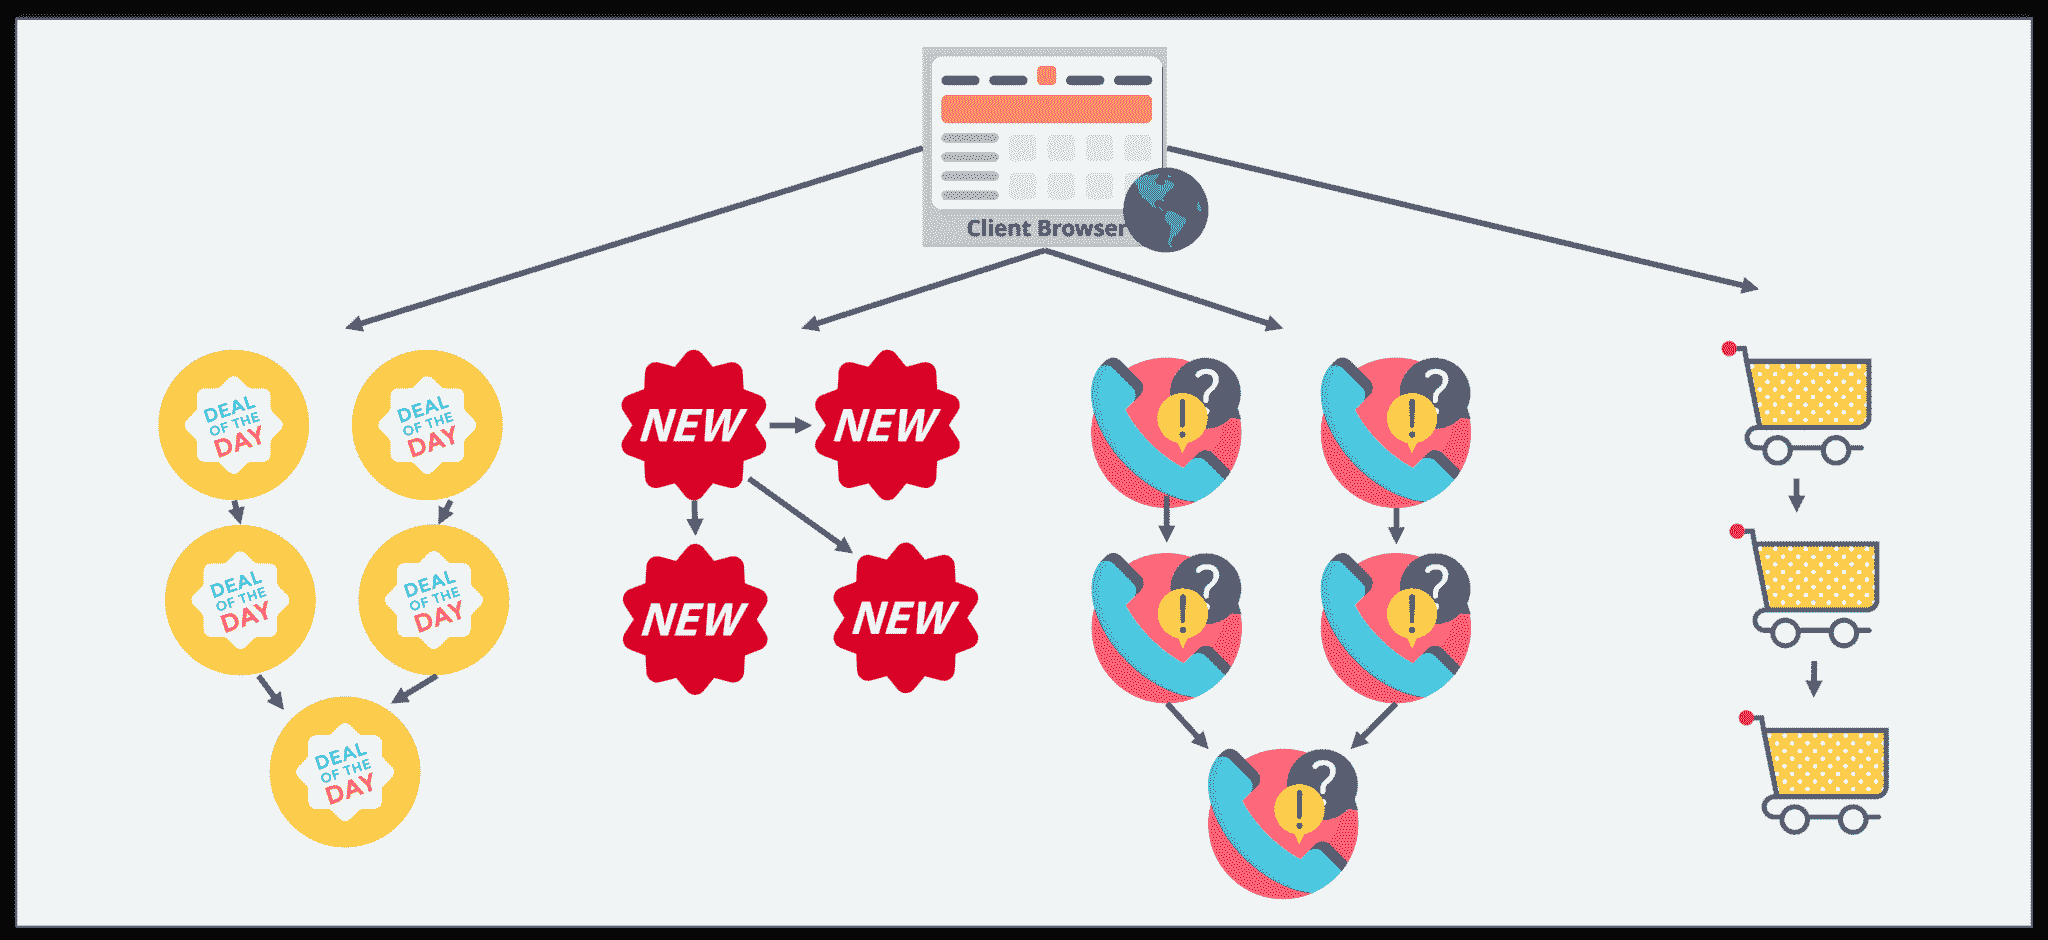 Client Browser
DEAL
OF THE
DAY
DEAL
OF THE
DAY
NEW
NEW
?
!
?
!
DEAL
OF THE
DAY
DEAL
OF THE
DAY
NEW
NEW
?
!
?
!
DEAL
OF THE
DAY
?
!